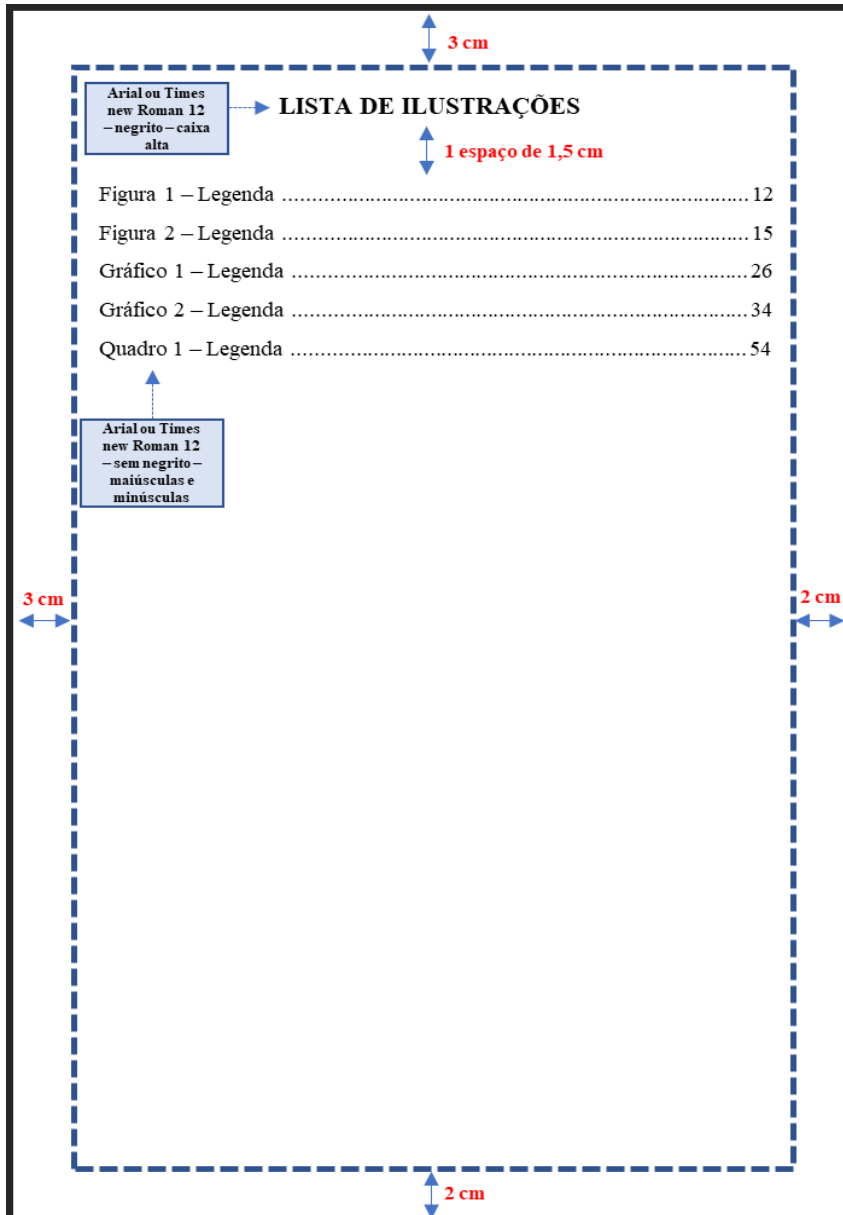 3 cm
Arial ou Times
new Roman 12
– negrito – caixa
alta
LISTA DE ILUSTRAÇÕES
1 espaço de 1,5 cm
Figura 1 – Legenda .................................................................................... 12
Figura 2 – Legenda .................................................................................... 15
Gráfico 1 – Legenda .................................................................................. 26
Gráfico 2 – Legenda .................................................................................. 34
Quadro 1 – Legenda .................................................................................. 54
Arial ou Times
new Roman 12
– sem negrito –
maiúsculas e
minúsculas
3 cm
2 cm
2 cm